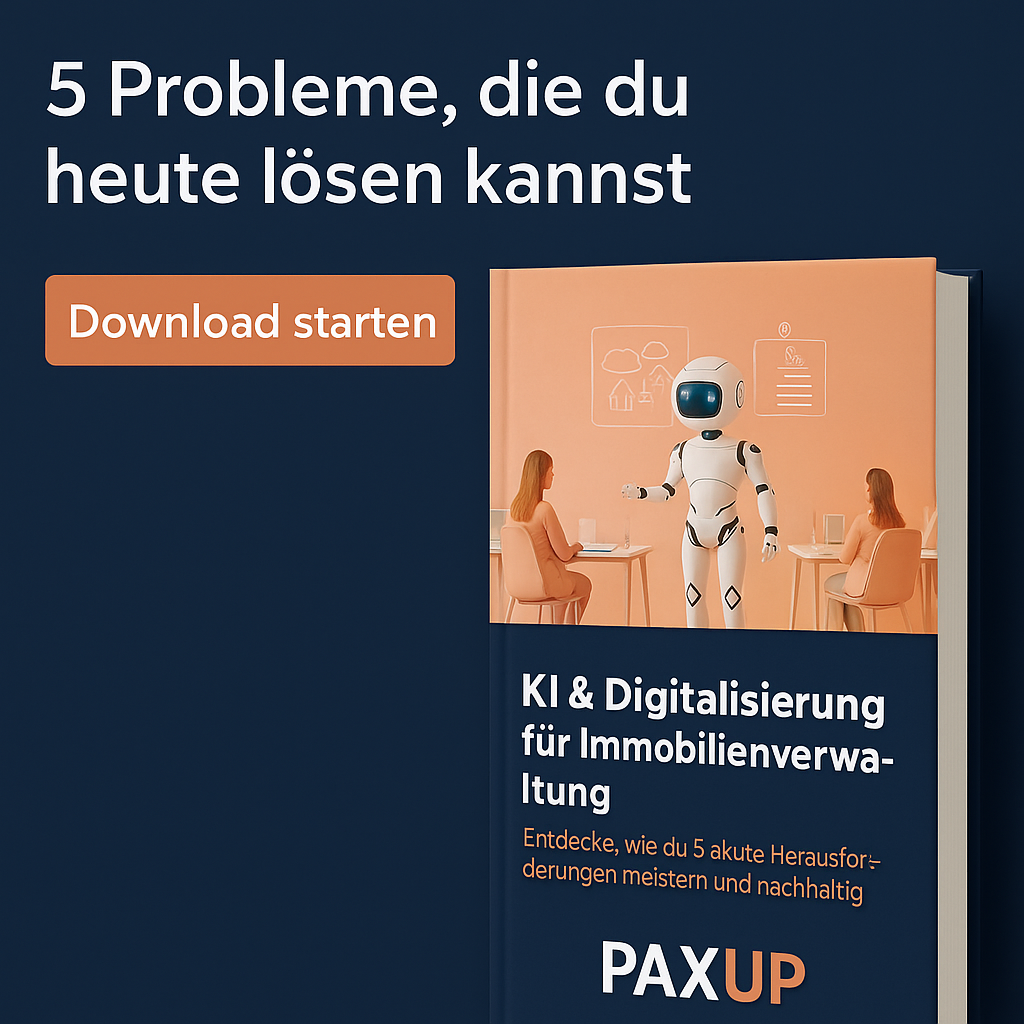 5 Probleme, die du
heute lösen kannst
Download starten
KI & Digitalisierung
für Immobilienverwa-
ltung
Entdecke, wie du 5 akute Herausfor-
derungen meistern und nachhaltig
PAXUP